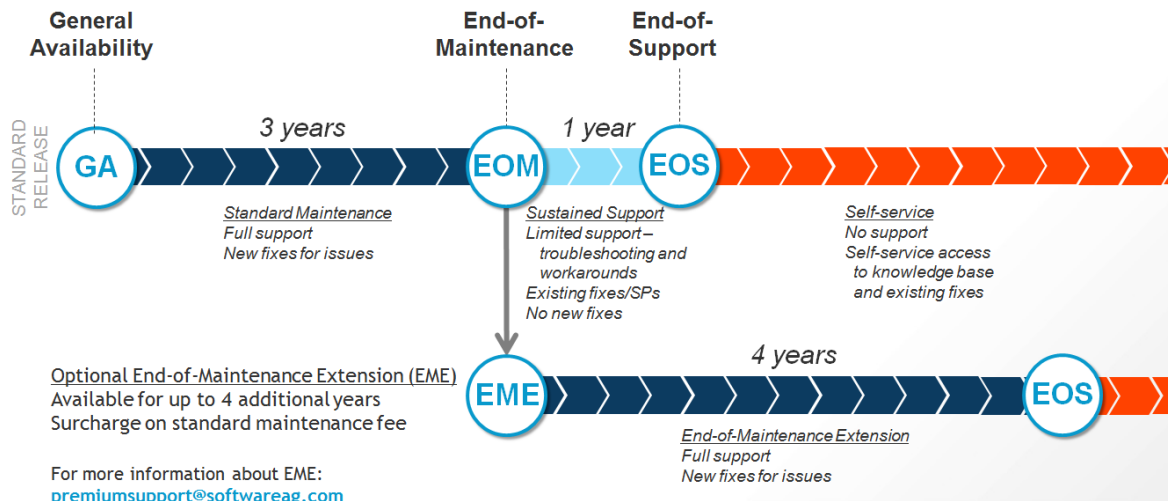 General
Availability
End-of-
Maintenance
End-of-
Support
STANDARD
RELEASE
3 years
1 year
GA
EOM
EOS
Standard Maintenance
Full support
New fixes for issues
Sustained Support
Limited support –
troubleshooting and
workarounds
Existing fixes/SPs
No new fixes
Self-service
No support
Self-service access
to knowledge base
and existing fixes
4 years
Optional End-of-Maintenance Extension (EME)
Available for up to 4 additional years
Surcharge on standard maintenance fee
EME
EOS
End-of-Maintenance Extension
Full support
New fixes for issues
For more information about EME:
premiumsupport@softwareag.com